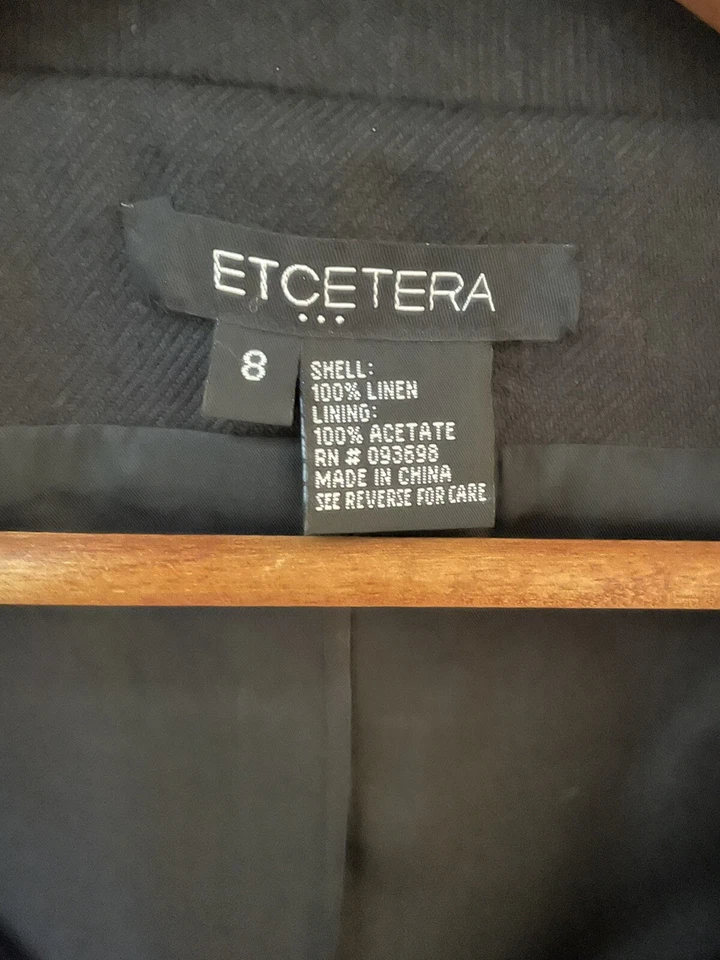 ETCETERA
...
8
SHELL:
100% LINEN
LINING:
100% ACETATE
RN # 093698
MADE IN CHINA
SEE REVERSE FOR CARE